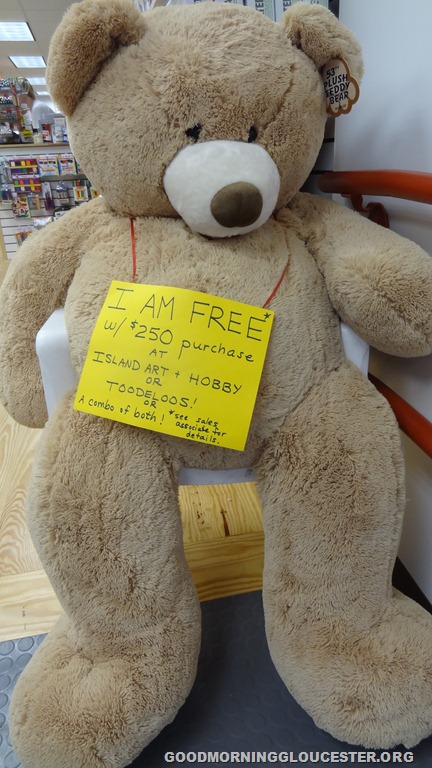 53"
PLUSH
TEDDY
BEAR
I AM FREE*
w/ $250 purchase
AT
ISLAND ART + HOBBY
OR
TOODELOOS!
OR
A combo of both! *see sales
associate for
details.
GOODMORNINGGLOUCESTER.ORG